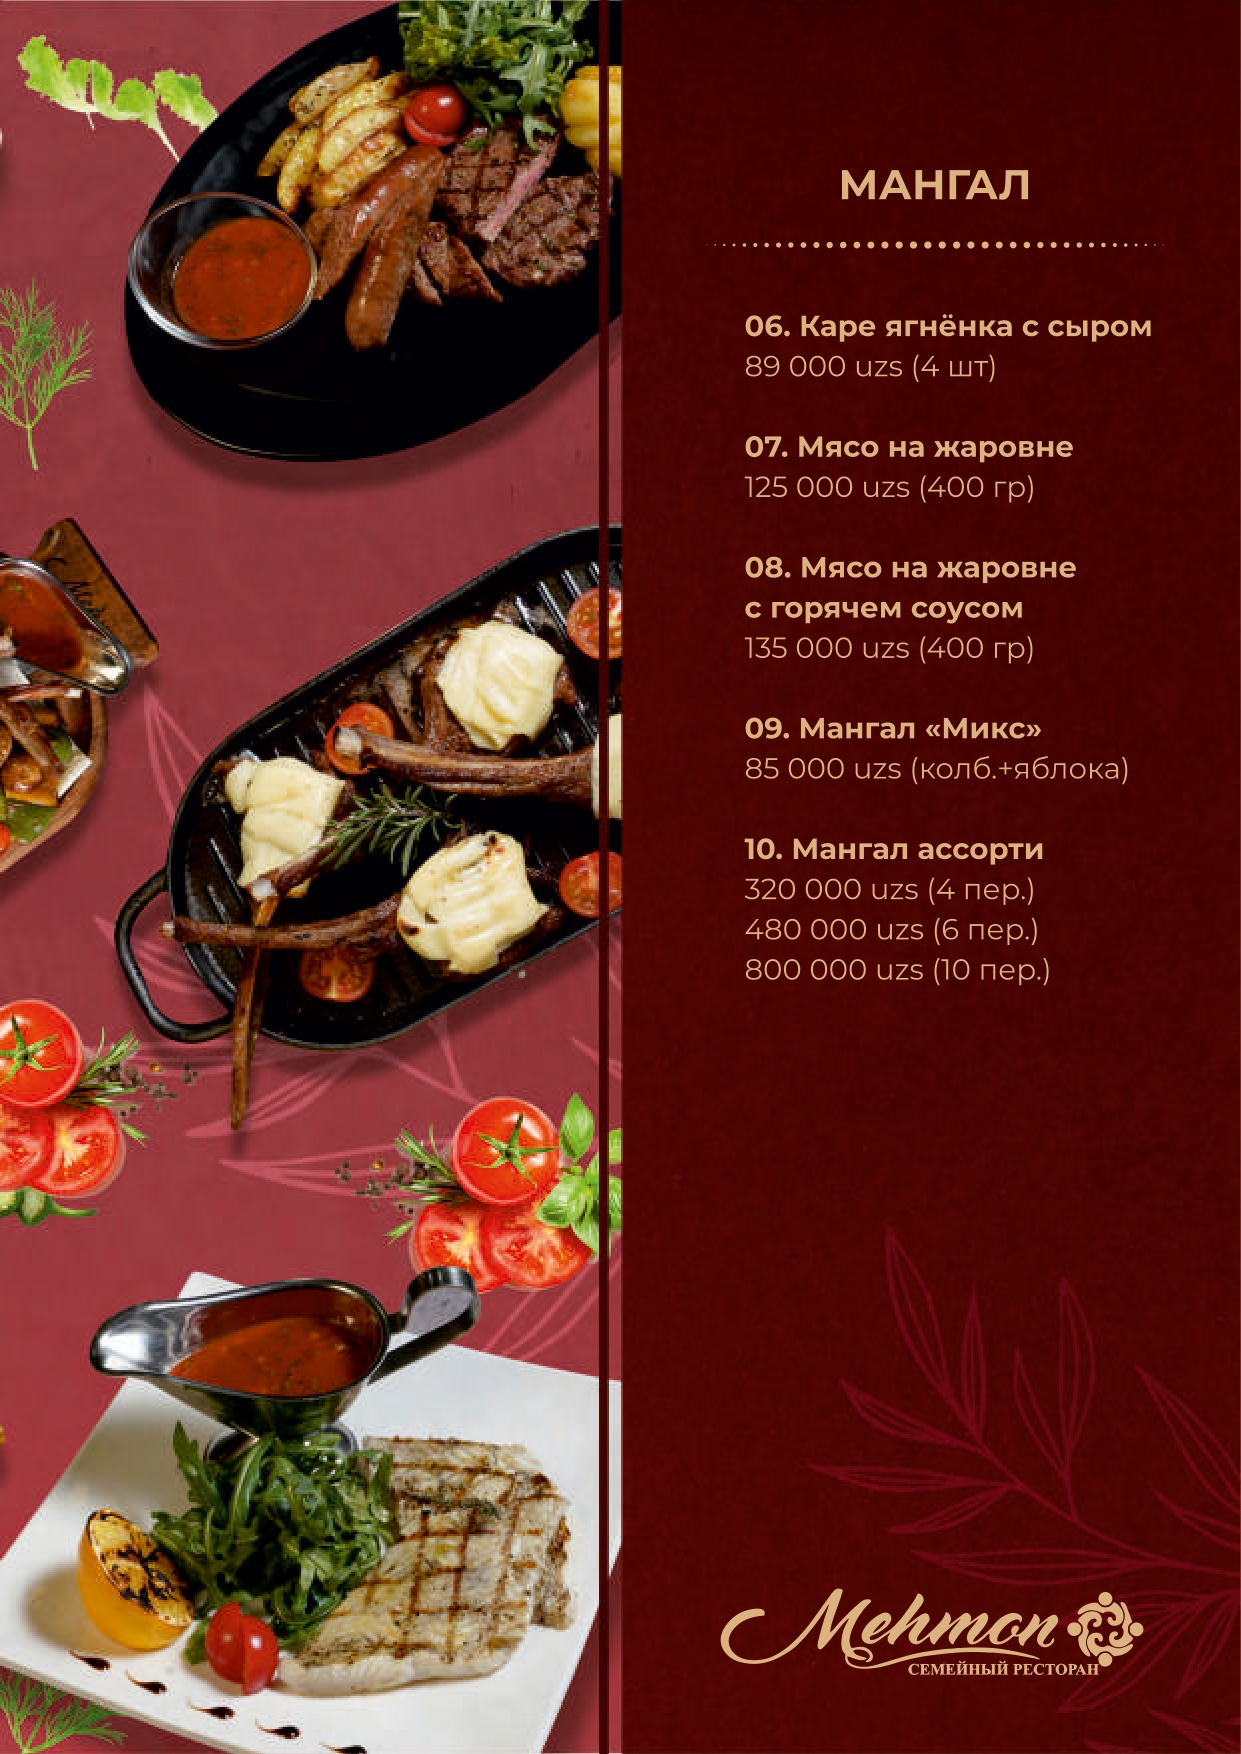 МАНГАЛ
06. Каре ягнёнка с сыром
89 000 uzs (4 шт)
07. Мясо на жаровне
125 000 uzs (400 гр)
08. Мясо на жаровне
с горячем соусом
135 000 uzs (400 гр)
09. Мангал «Микс»
85 000 uzs (колб.+яблока)
10. Мангал ассорти
320 000 uzs (4 пер.)
480 000 uzs (6 пер.)
800 000 uzs (10 пер.)
Mehmon
СЕМЕЙНЫЙ РЕСТОРАН